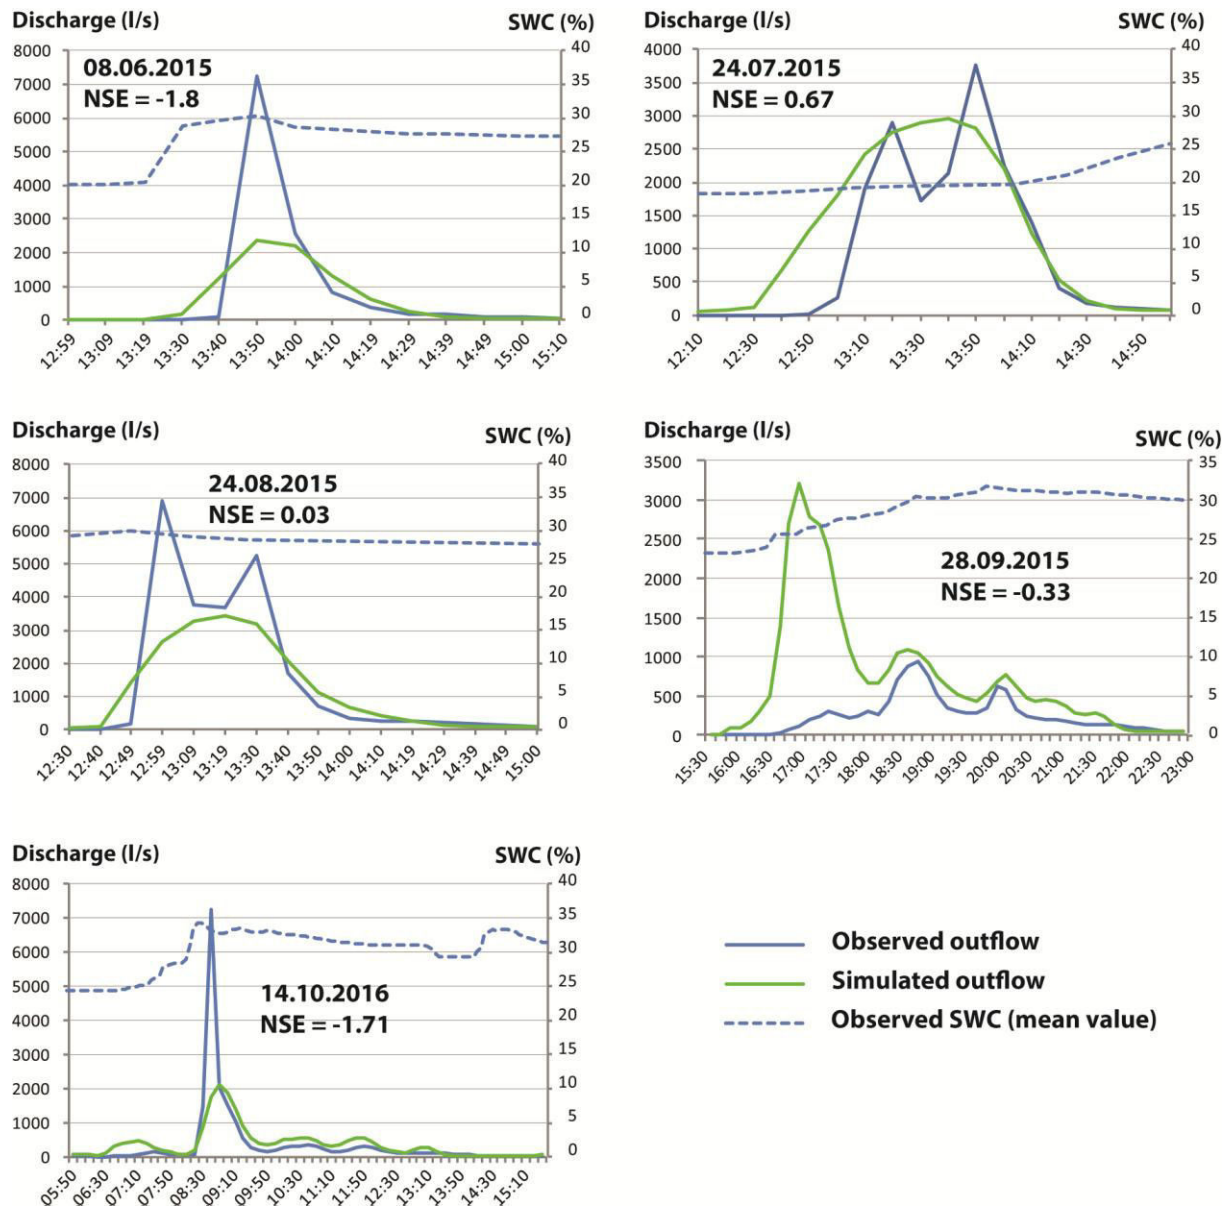 Discharge (l/s) SWC (%)
8000 40
08.06.2015
NSE = -1.8
7000 35
6000 30
5000 25
4000 20
3000 15
2000 10
1000 5
0 0
12:59 13:09 13:19 13:30 13:40 13:50 14:00 14:10 14:19 14:29 14:39 14:49 15:00 15:10
Discharge (l/s) SWC (%)
4000 40
24.07.2015
NSE = 0.67
3500 35
3000 30
2500 25
2000 20
1500 15
1000 10
500 5
0 0
12:10 12:30 12:50 13:10 13:30 13:50 14:10 14:30 14:50
Discharge (l/s) SWC (%)
8000 40
24.08.2015
NSE = 0.03
7000 35
6000 30
5000 25
4000 20
3000 15
2000 10
1000 5
0 0
12:30 12:40 12:49 12:59 13:09 13:19 13:30 13:40 13:50 14:00 14:10 14:19 14:29 14:39 14:49 15:00
Discharge (l/s) SWC (%)
3500 35
3000 30
2500 25
28.09.2015
NSE = -0.33
2000 20
1500 15
1000 10
500 5
0 0
15:30 16:00 16:30 17:00 17:30 18:00 18:30 19:00 19:30 20:00 20:30 21:00 21:30 22:00 22:30 23:00
Discharge (l/s) SWC (%)
8000 40
7000 35
6000 30
5000 25
14.10.2016
NSE = -1.71
4000 20
3000 15
2000 10
1000 5
0 0
05:50 06:30 07:10 07:50 08:30 09:10 09:50 10:30 11:10 11:50 12:30 13:10 13:50 14:30 15:10
Observed outflow
Simulated outflow
Observed SWC (mean value)